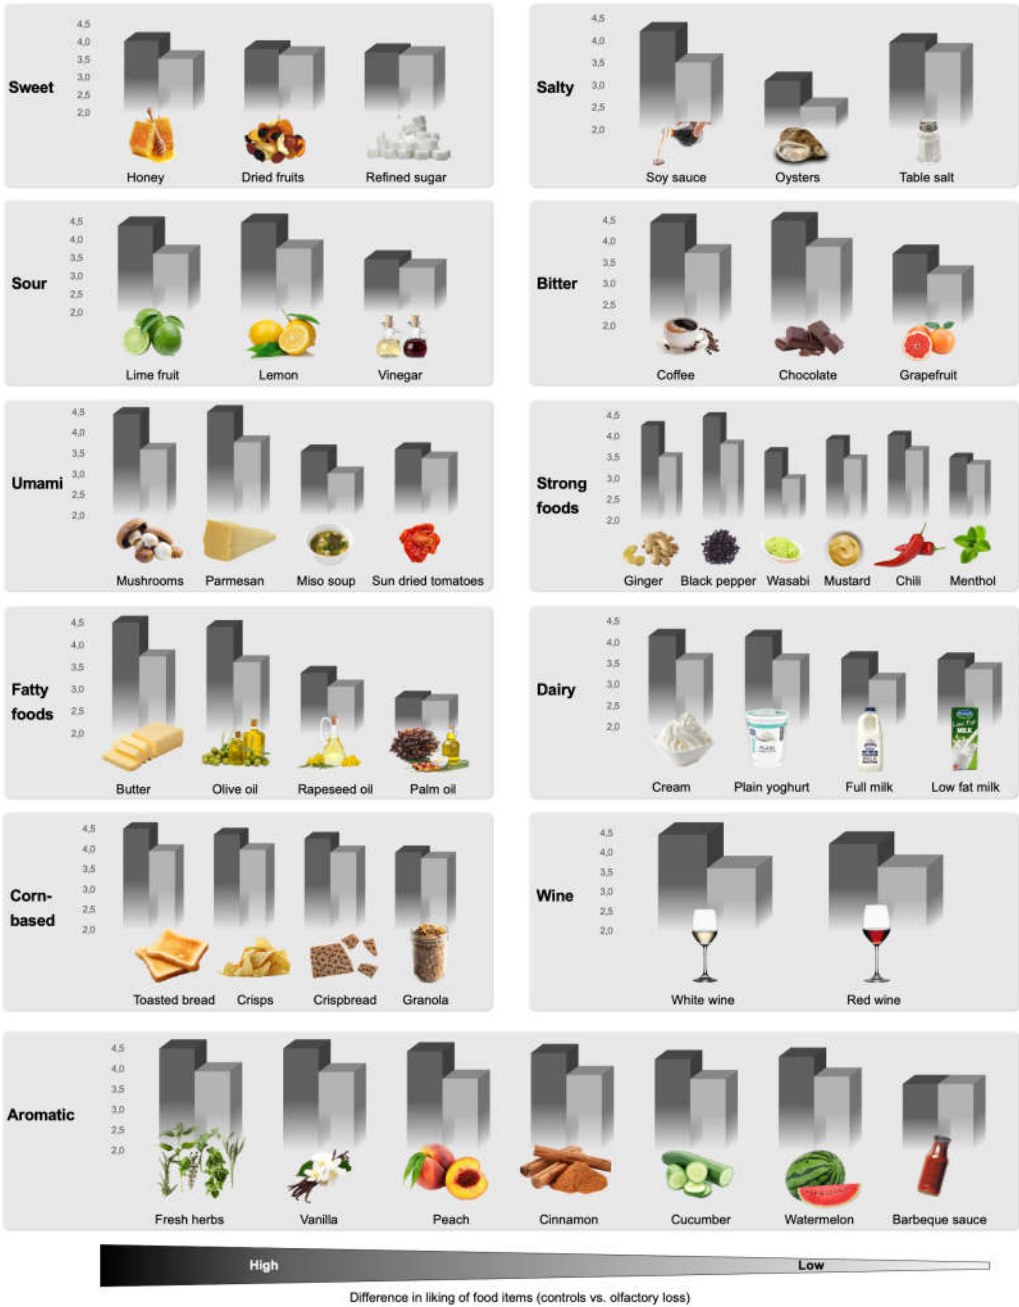 4,5
4,0
3,5
3,0
2,5
2,0
Sweet
Honey
Dried fruits
Refined sugar
4,5
4,0
3,5
3,0
2,5
2,0
Salty
Soy sauce
Oysters
Table salt
4,5
4,0
3,5
3,0
2,5
2,0
Sour
Lime fruit
Lemon
Vinegar
4,5
4,0
3,5
3,0
2,5
2,0
Bitter
Coffee
Chocolate
Grapefruit
4,5
4,0
3,5
3,0
2,5
2,0
Umami
Mushrooms
Parmesan
Miso soup
Sun dried tomatoes
4,5
4,0
3,5
3,0
2,5
2,0
Strong
foods
Ginger
Black pepper
Wasabi
Mustard
Chili
Menthol
4,5
4,0
3,5
3,0
2,5
2,0
Fatty
foods
Butter
Olive oil
Rapeseed oil
Palm oil
4,5
4,0
3,5
3,0
2,5
2,0
Dairy
PLAIN
Low Fat
MILK
Cream
Plain yoghurt
Full milk
Low fat milk
4,5
4,0
3,5
3,0
2,5
2,0
Corn-
based
Toasted bread
Crisps
Crispbread
Granola
4,5
4,0
3,5
3,0
2,5
2,0
Wine
White wine
Red wine
4,5
4,0
3,5
3,0
2,5
2,0
Aromatic
Fresh herbs
Vanilla
Peach
Cinnamon
Cucumber
Watermelon
Barbeque sauce
High
Low
Difference in liking of food items (controls vs. olfactory loss)